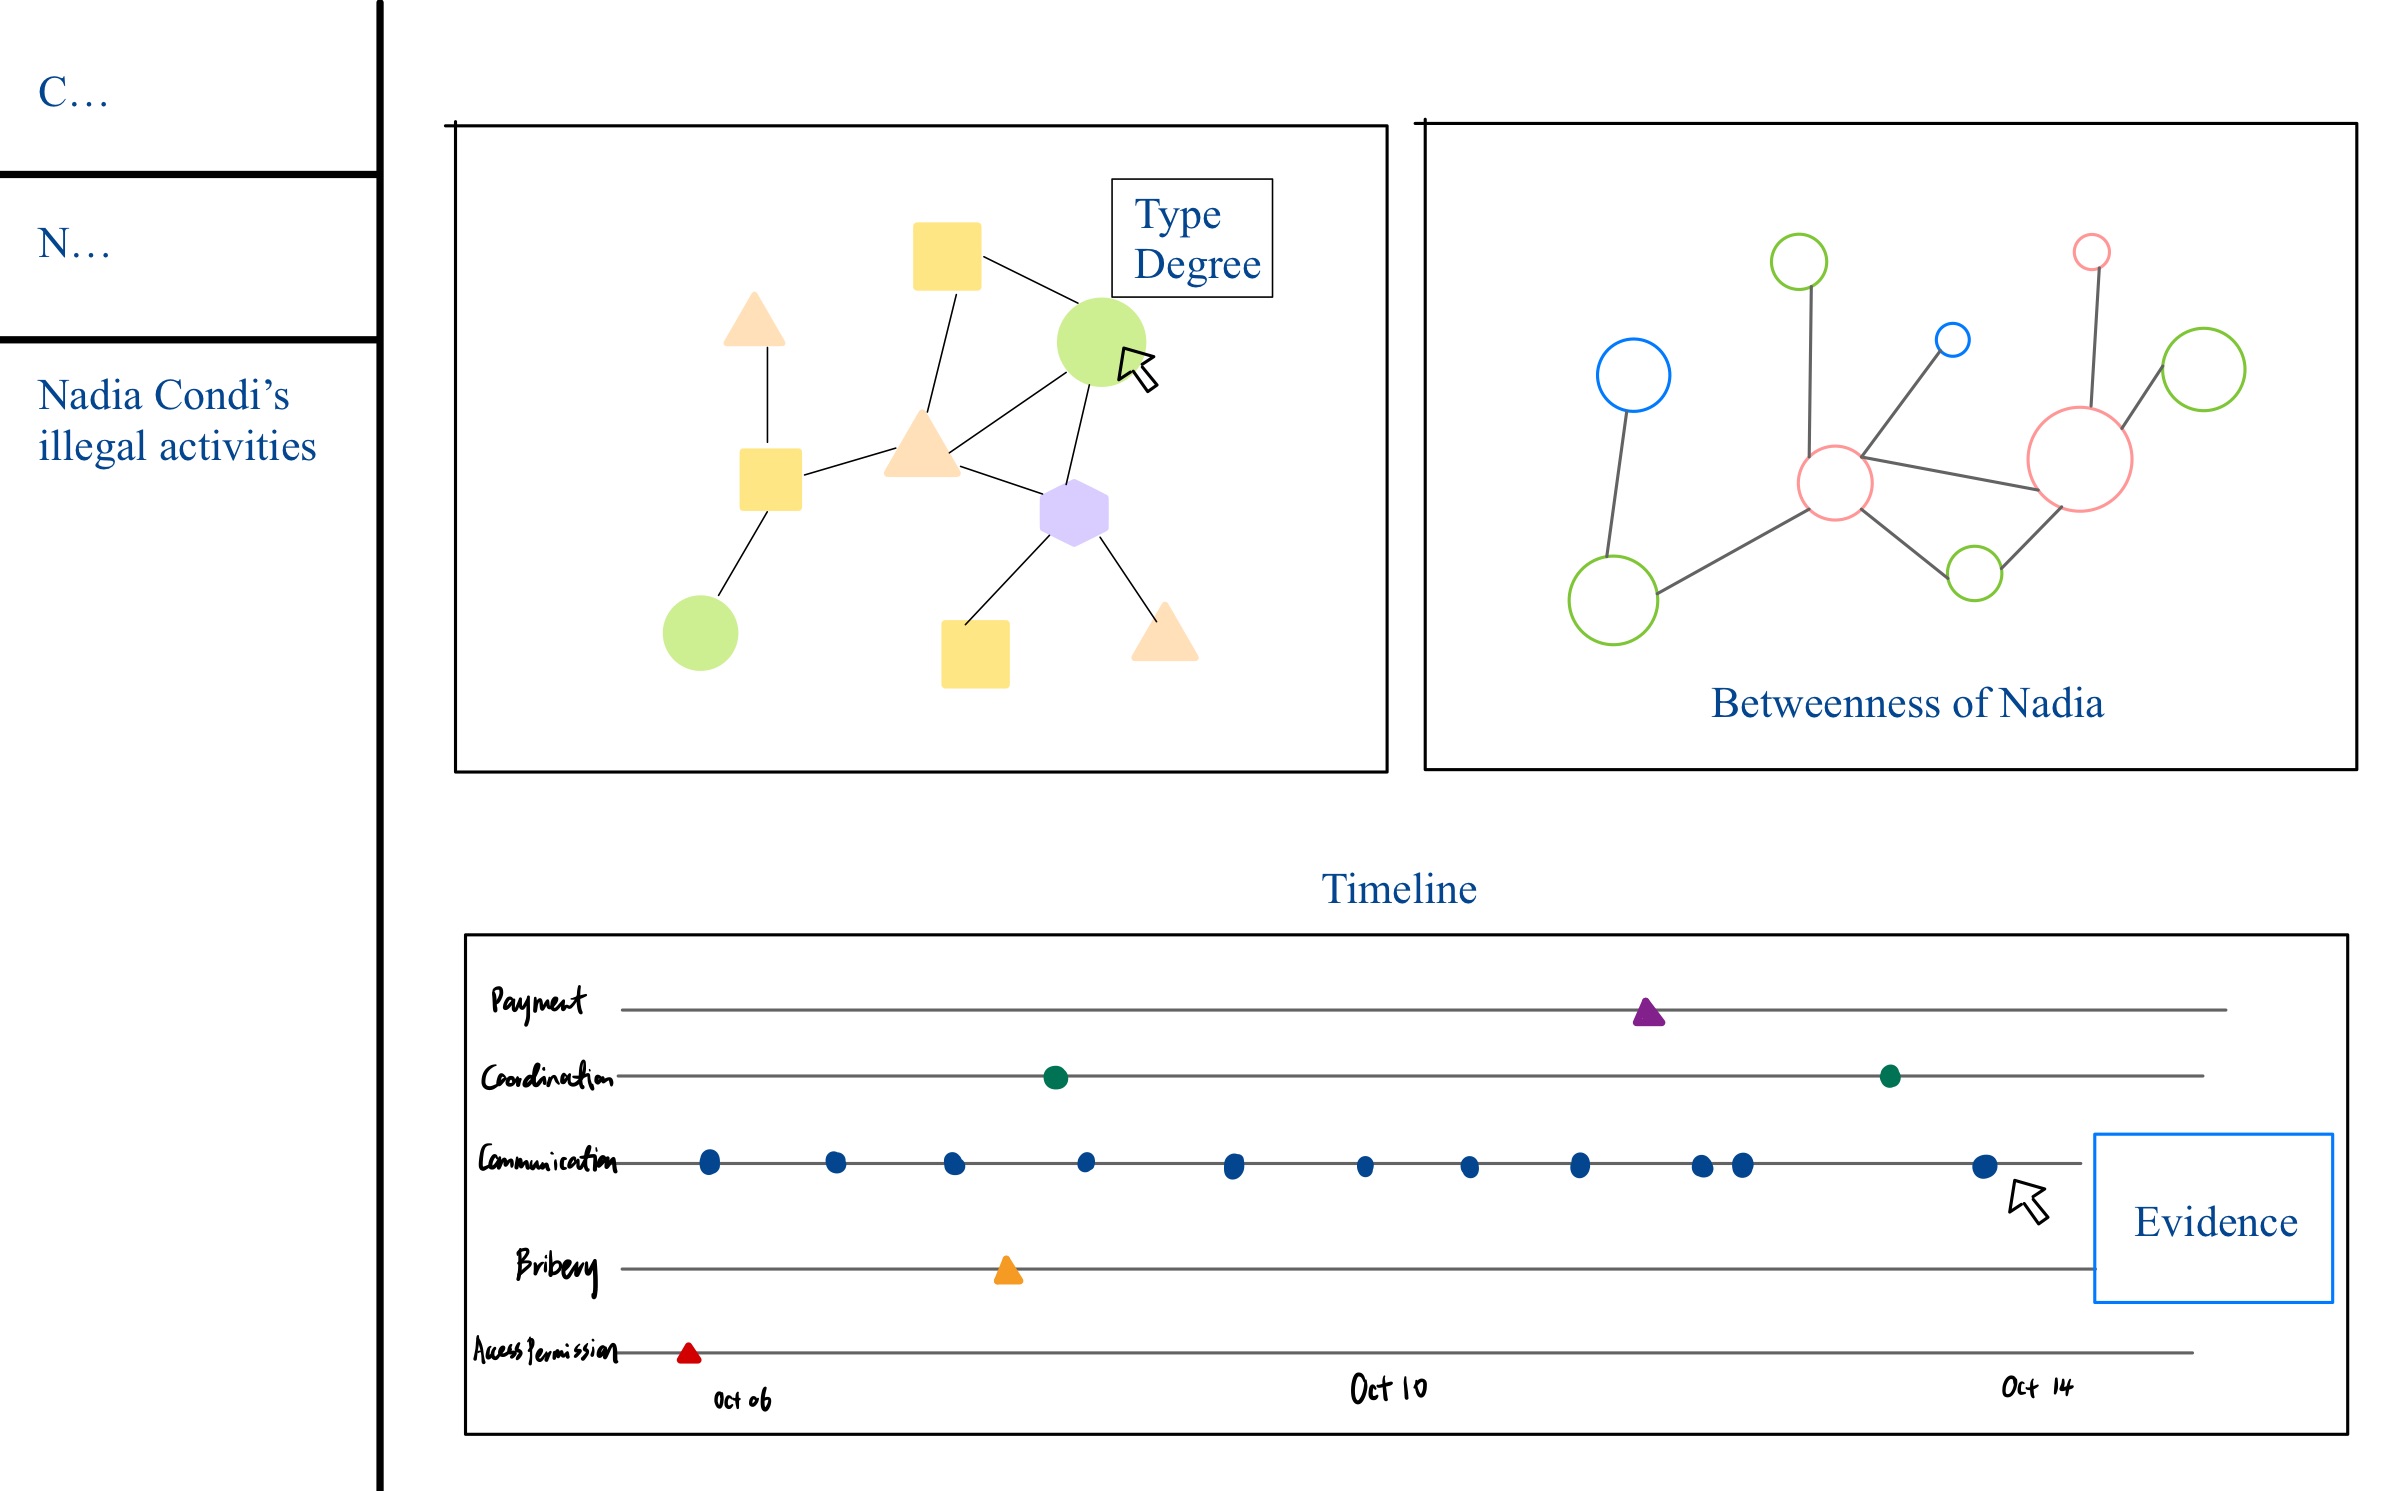 C...
N...
Nadia Condi’s
illegal activities
Type
Degree
Betweenness of Nadia
Timeline
Payment
Coordination
Communication
Bribery
Access Permission
Evidence
Oct 06
Oct 10
Oct 14